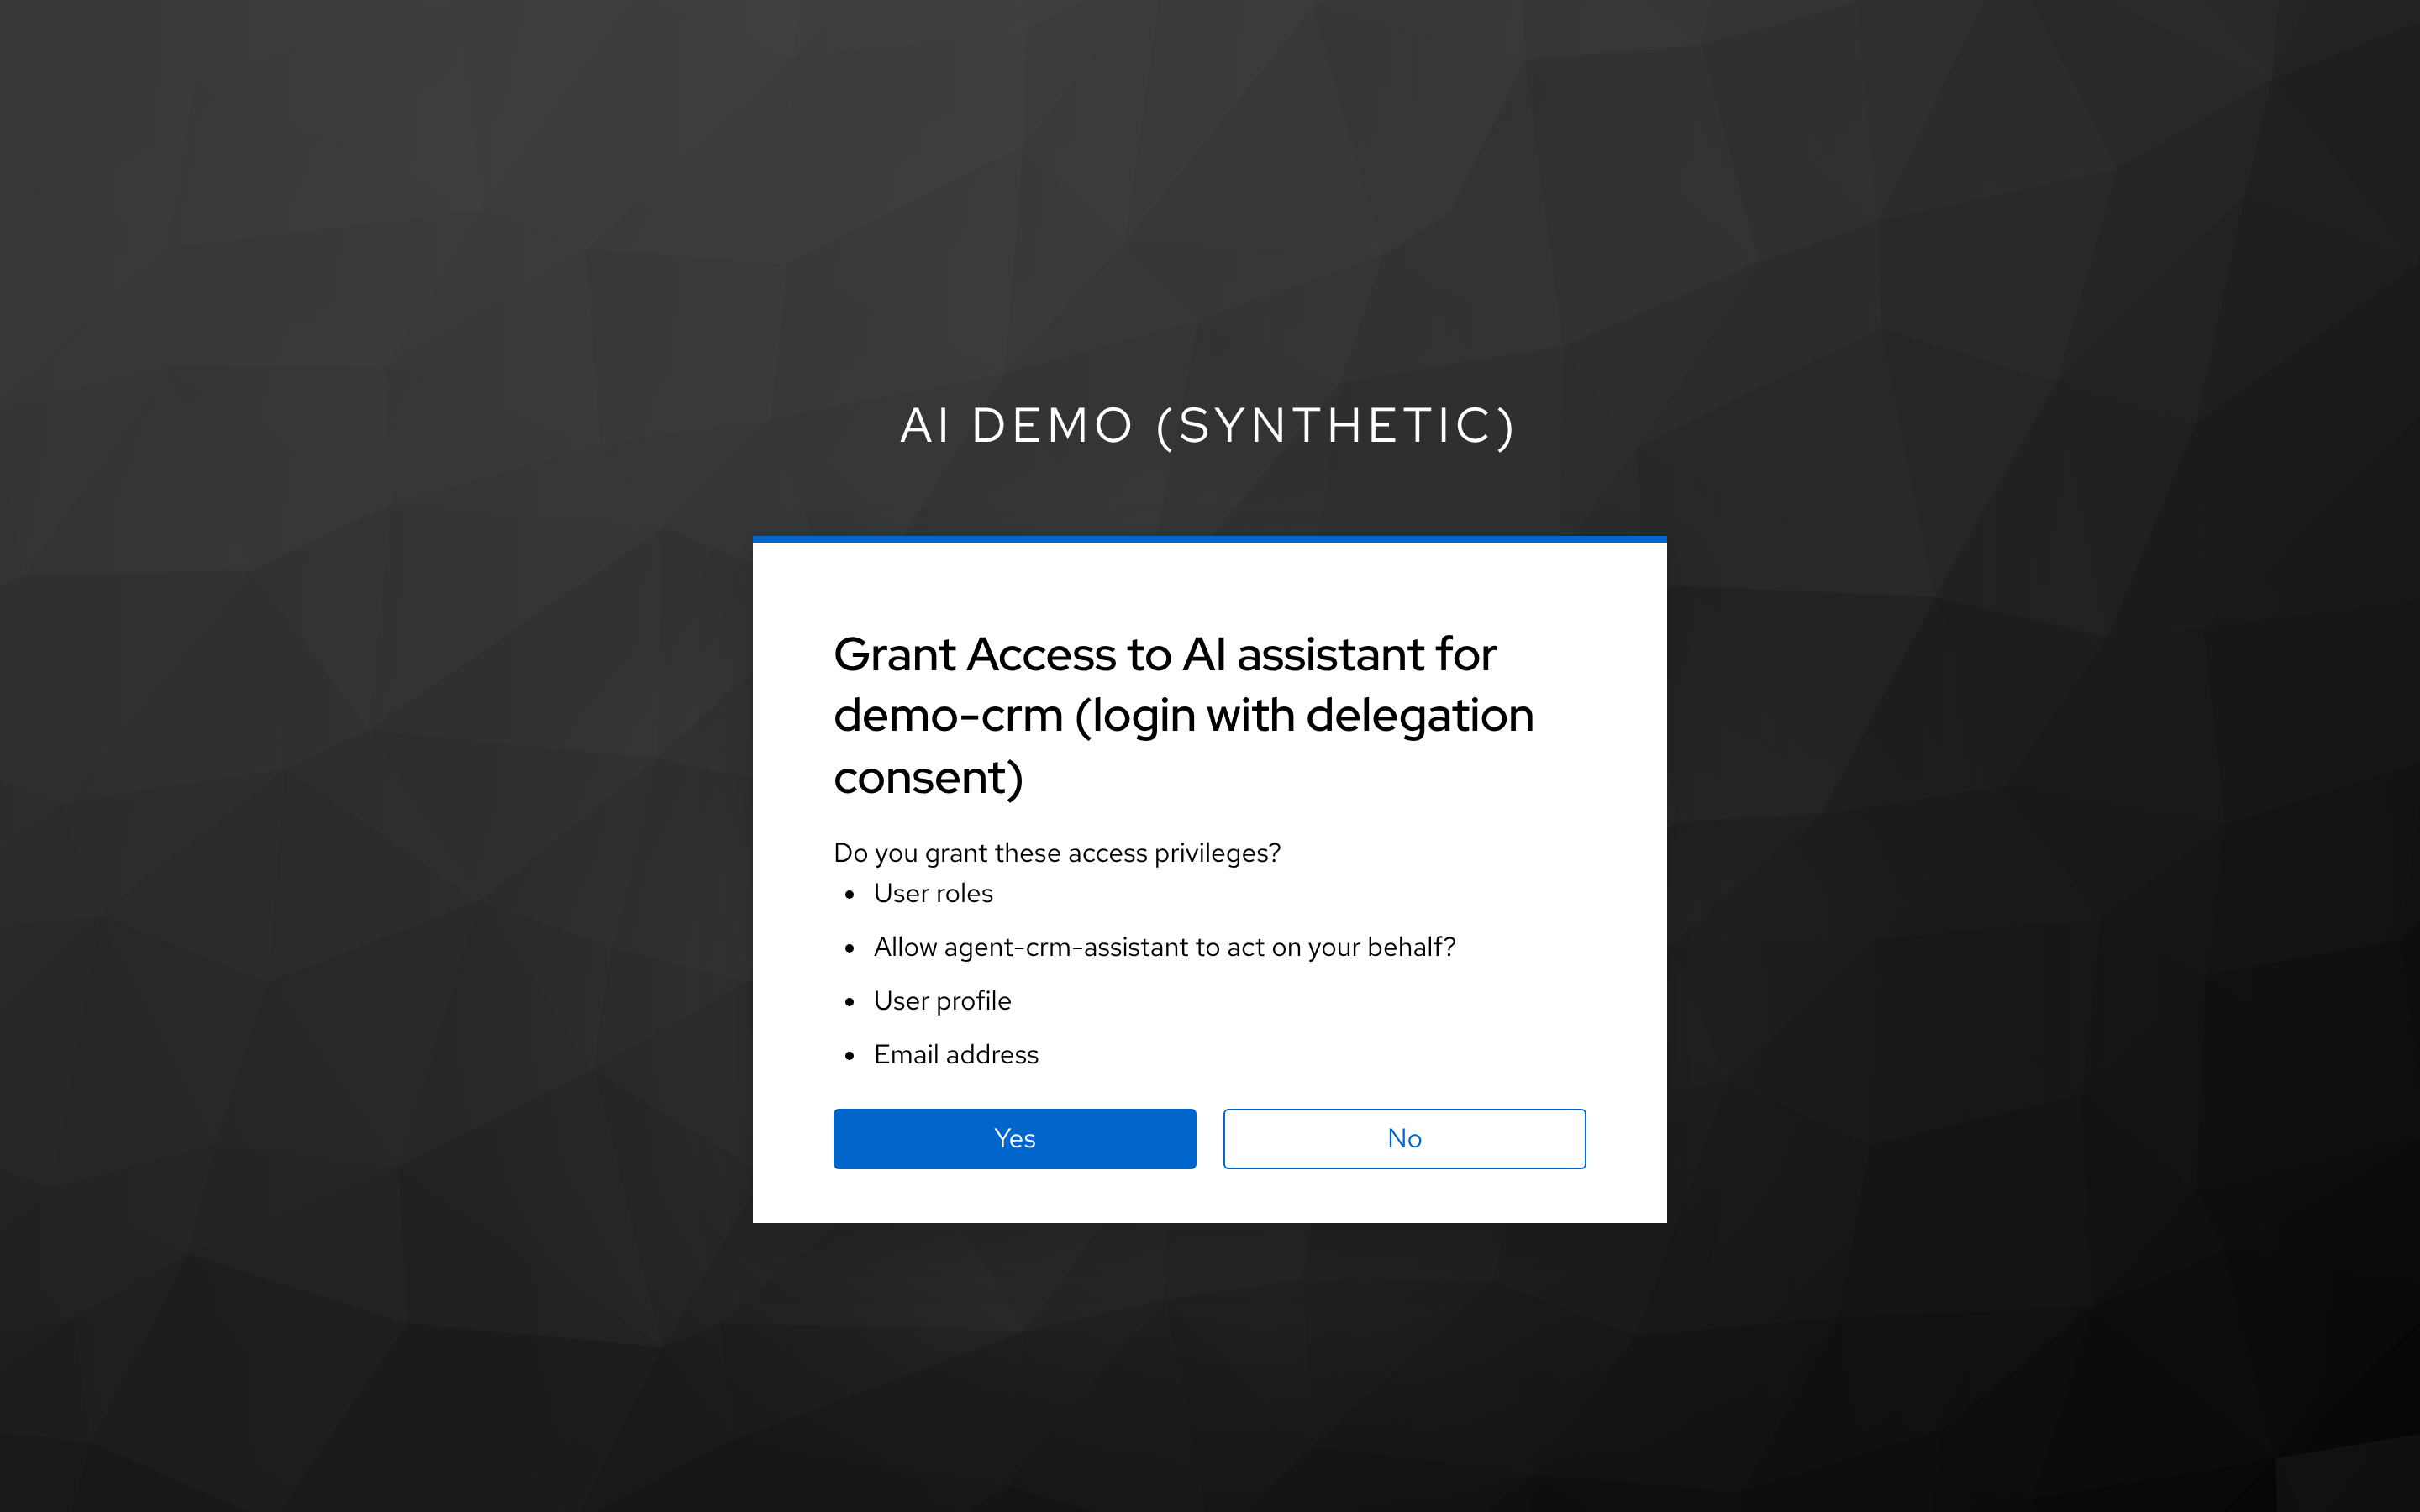 AI DEMO (SYNTHETIC)
Grant Access to AI assistant for
demo-crm (login with delegation
consent)
Do you grant these access privileges?
• User roles
• Allow agent-crm-assistant to act on your behalf?
• User profile
• Email address
Yes
No